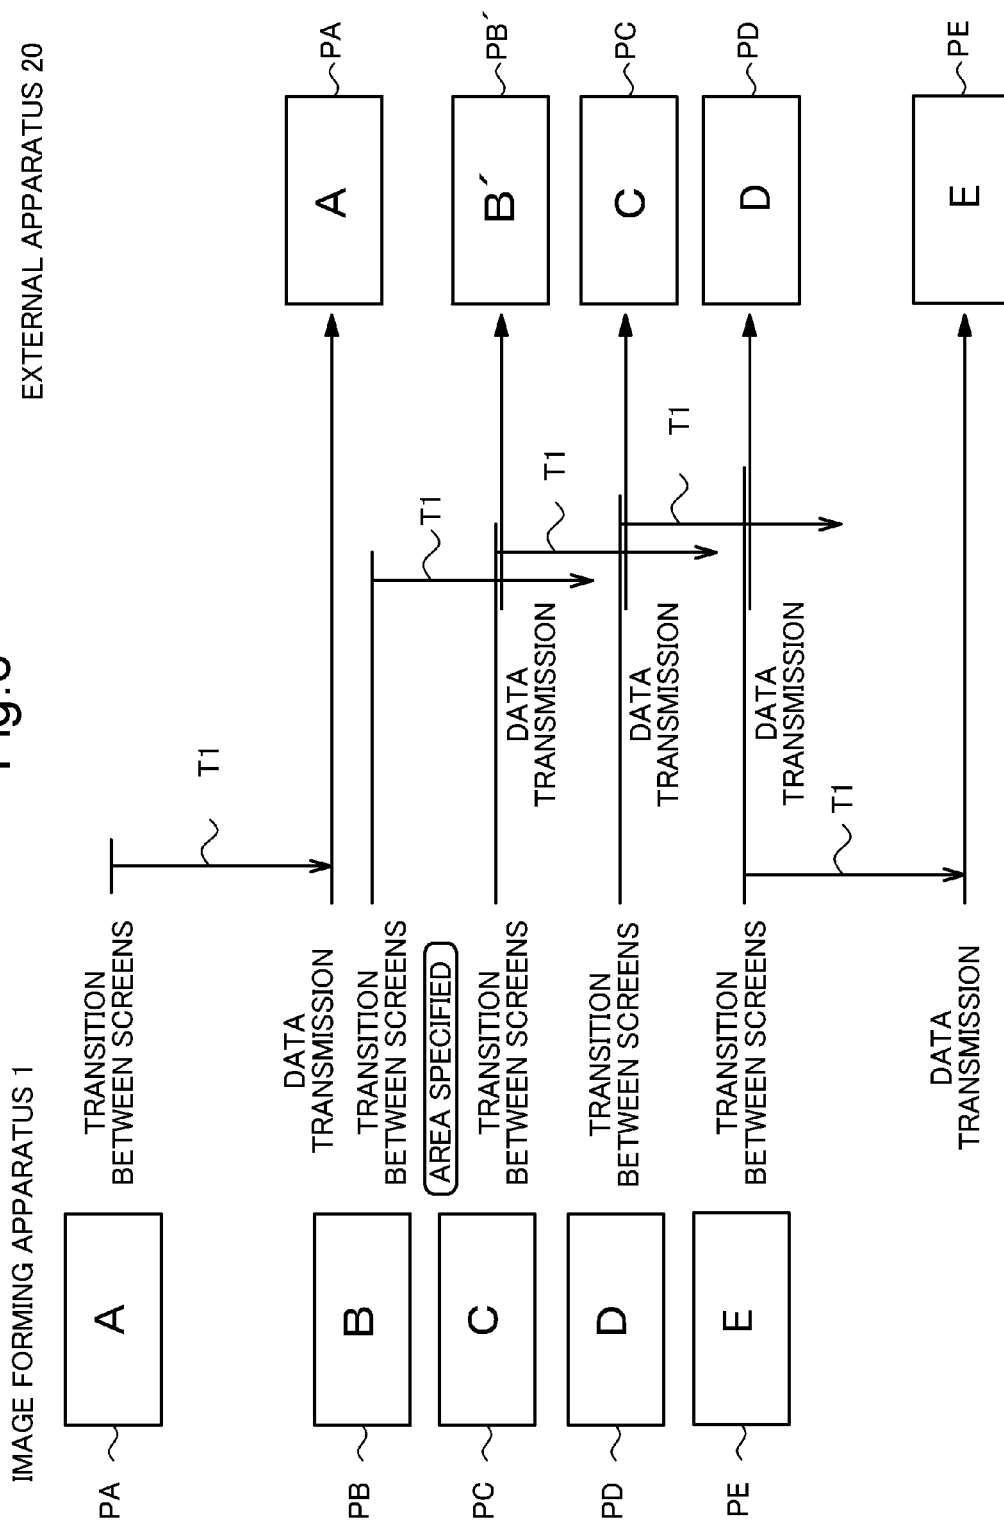 Fig.
IMAGE FORMING APPARATUS 1
EXTERNAL APPARATUS 20
PA
A
TRANSITION
BETWEEN SCREENS
T1
DATA
TRANSMISSION
A
PA
PB
B
TRANSITION
BETWEEN SCREENS
T1
AREA SPECIFIED
PC
C
TRANSITION
BETWEEN SCREENS
DATA
TRANSMISSION
T1
B´
PB´
PD
D
TRANSITION
BETWEEN SCREENS
DATA
TRANSMISSION
T1
C
PC
PE
E
TRANSITION
BETWEEN SCREENS
DATA
TRANSMISSION
D
PD
T1
DATA
TRANSMISSION
E
PE